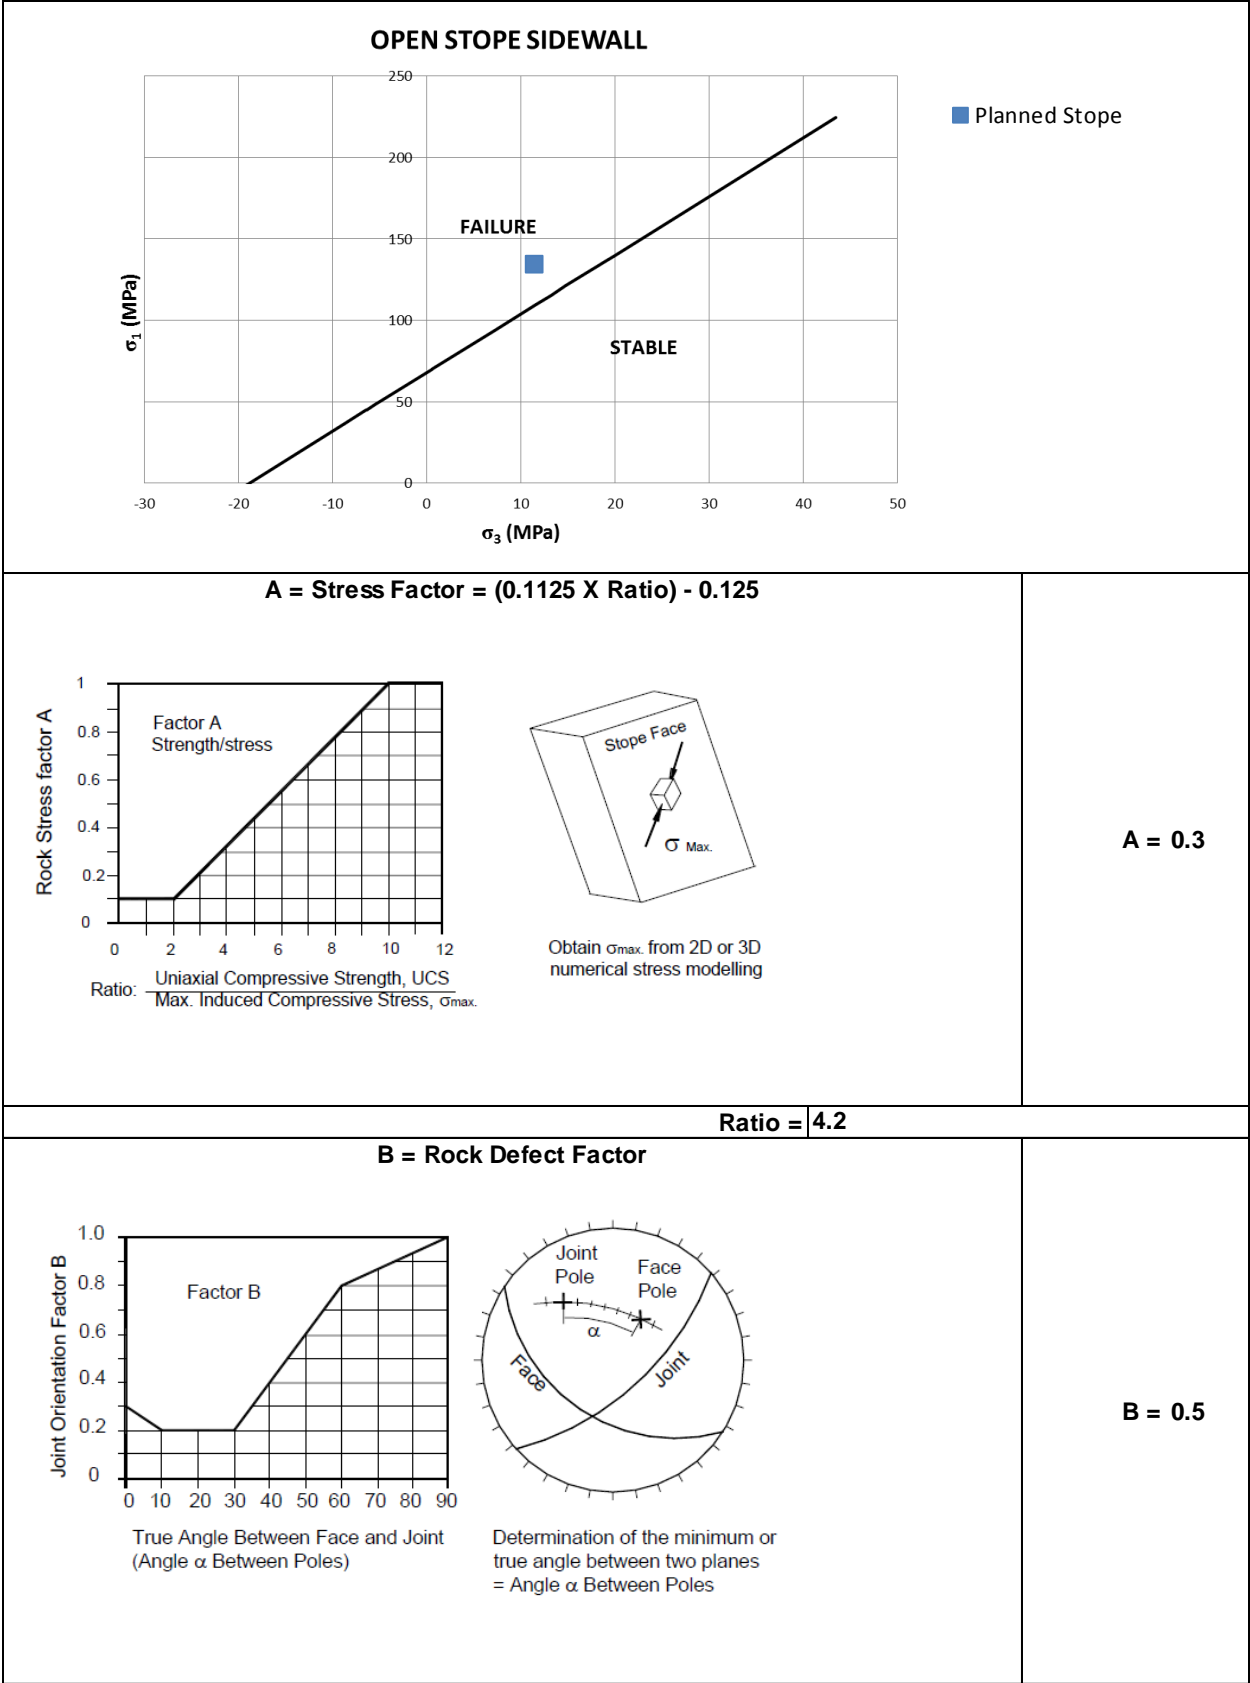 OPEN STOPE SIDEWALL
250
200
150
100
50
0
-30 -20 -10 0 10 20 30 40 50
σ1 (MPa)
σ3 (MPa)
FAILURE
STABLE
Planned Stope
A = Stress Factor = (0.1125 X Ratio) - 0.125
Rock Stress factor A
1
0.8
0.6
0.4
0.2
0
Factor A
Strength/stress
0 2 4 6 8 10 12
Ratio: Uniaxial Compressive Strength, UCS
Max. Induced Compressive Stress, σmax.
Stope Face
σ Max.
Obtain σmax. from 2D or 3D
numerical stress modelling
A = 0.3
Ratio = 4.2
B = Rock Defect Factor
Joint Orientation Factor B
1.0
0.8
0.6
0.4
0.2
0
Factor B
0 10 20 30 40 50 60 70 80 90
True Angle Between Face and Joint
(Angle α Between Poles)
Joint
Pole
Face
Pole
α
Face
Joint
Determination of the minimum or
true angle between two planes
= Angle α Between Poles
B = 0.5